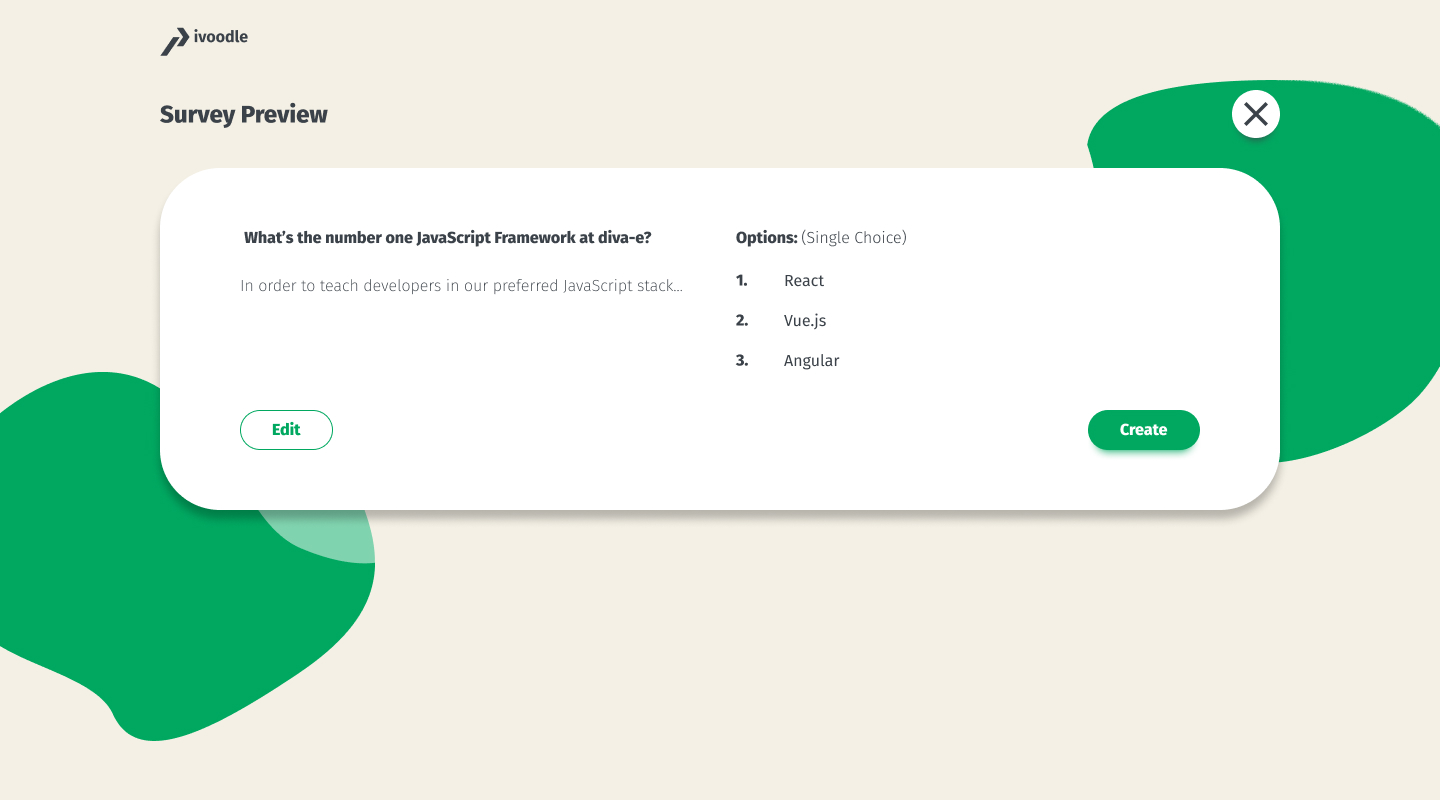 ivoodle
Survey Preview
What’s the number one JavaScript Framework at diva-e?
In order to teach developers in our preferred JavaScript stack...
Options: (Single Choice)
1. React
2. Vue.js
3. Angular
Edit
Create